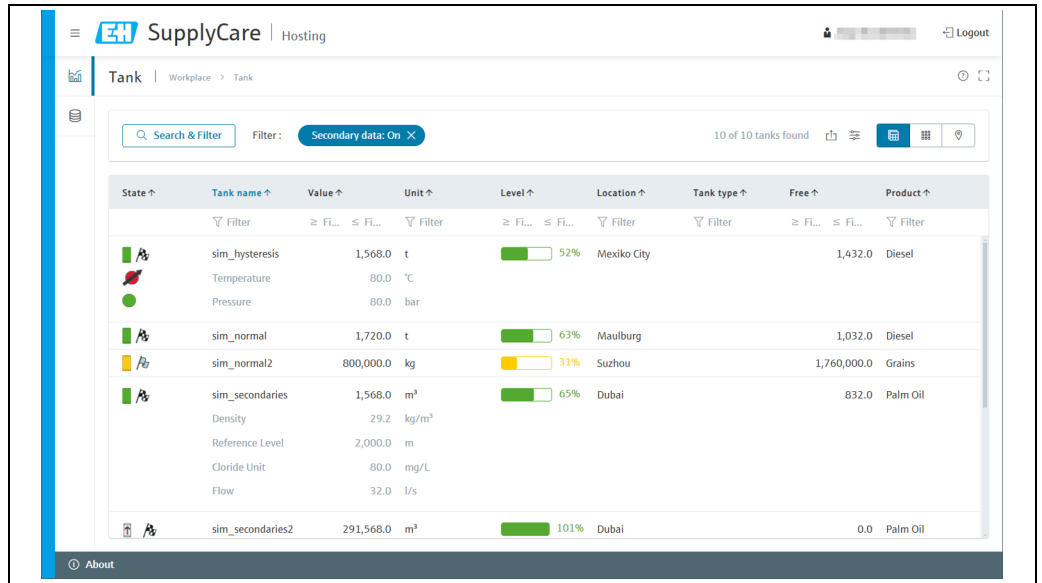 EH SupplyCare Hosting Logout
Tank Workplace > Tank
Search & Filter Filter : Secondary data: On 10 of 10 tanks found
State Tank name Value Unit Level Location Tank type Free Product
Filter ≥ Fi... ≤ Fi... Filter ≥ Fi... ≤ Fi... Filter Filter ≥ Fi... ≤ Fi... Filter
sim_hysteresis 1,568.0 t 52% Mexiko City 1,432.0 Diesel
Temperature 80.0 °C
Pressure 80.0 bar
sim_normal 1,720.0 t 63% Maulburg 1,032.0 Diesel
sim_normal2 800,000.0 kg 31% Suzhou 1,760,000.0 Grains
sim_secondaries 1,568.0 m³ 65% Dubai 832.0 Palm Oil
Density 29.2 kg/m³
Reference Level 2,000.0 m
Cloride Unit 80.0 mg/L
Flow 32.0 l/s
sim_secondaries2 291,568.0 m³ 101% Dubai 0.0 Palm Oil
About